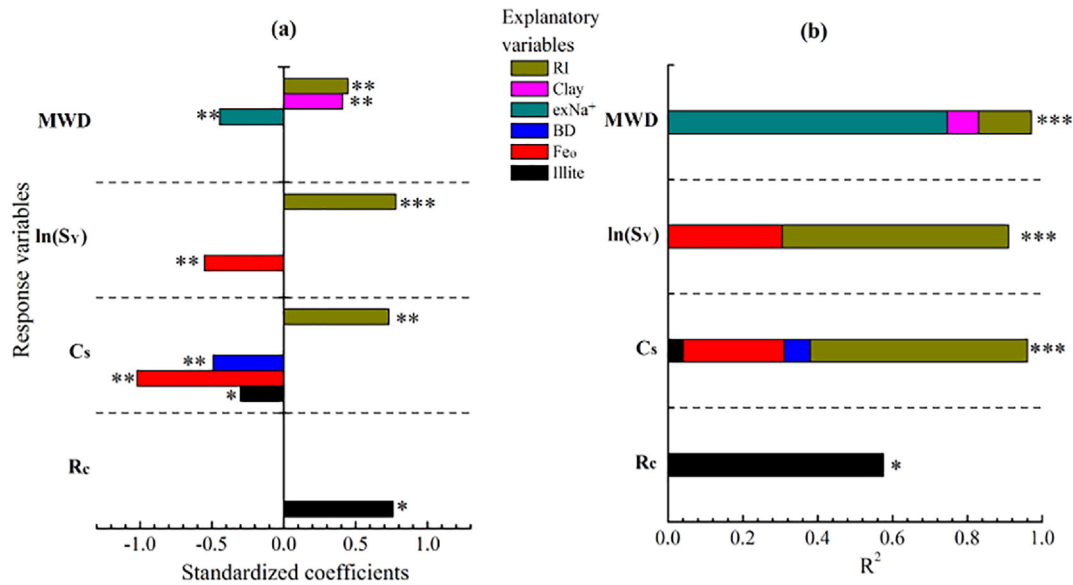 (a)
Explanatory
variables
RI
Clay
exNa⁺
BD
Feₒ
Illite
(b)
Response variables
MWD
ln(Sʏ)
Cs
Rc
**
**
**
***
**
**
**
**
*
*
-1.0 -0.5 0.0 0.5 1.0
Standardized coefficients
MWD
ln(Sʏ)
Cs
Rc
***
***
***
*
0.0 0.2 0.4 0.6 0.8 1.0
R²